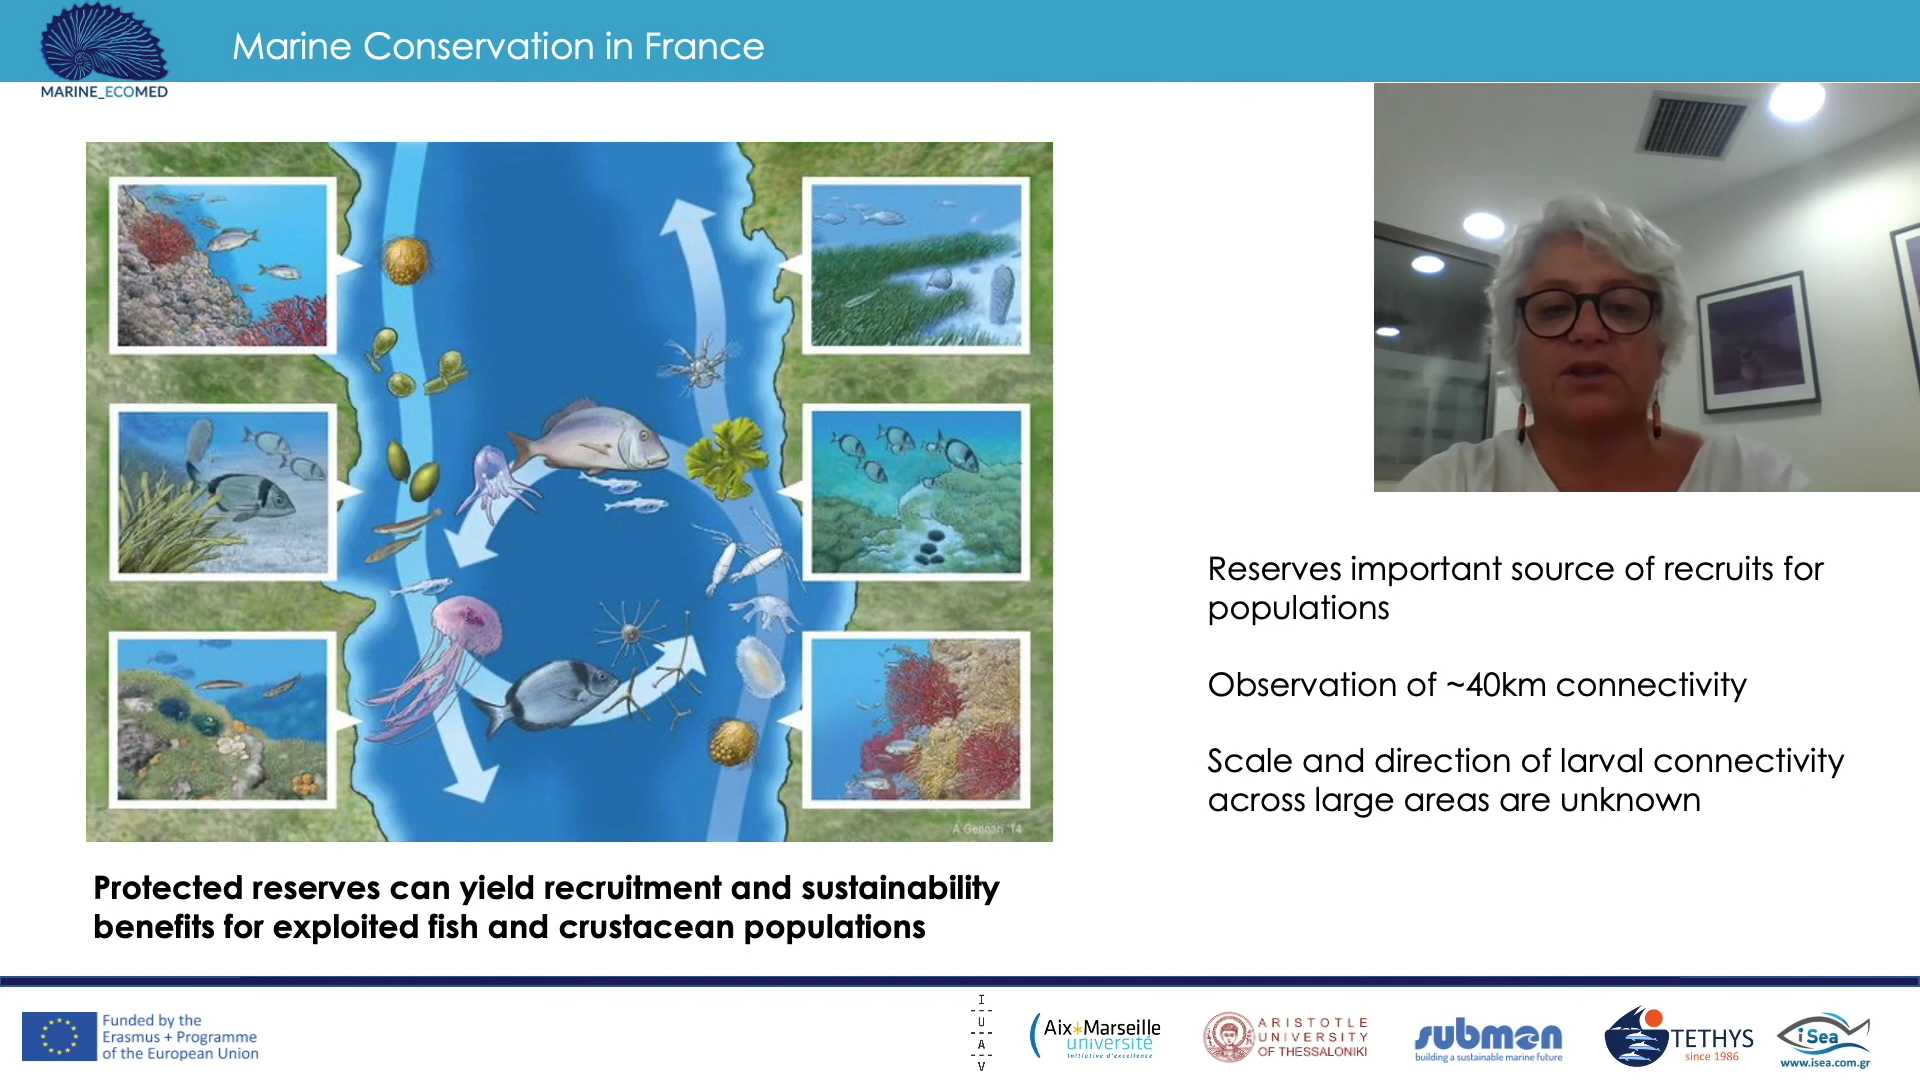 Marine Conservation in France
MARINE_ECOMED
A.Gennari '14
Reserves important source of recruits for
populations
Observation of ~40km connectivity
Scale and direction of larval connectivity
across large areas are unknown
Protected reserves can yield recruitment and sustainability
benefits for exploited fish and crustacean populations
Funded by the
Erasmus + Programme
of the European Union
I
U
A
V
Aix*Marseille
université
Initiative d'excellence
ARISTOTLE
UNIVERSITY
OF THESSALONIKI
submon
building a sustainable marine future
TETHYS
since 1986
iSea
www.isea.com.gr